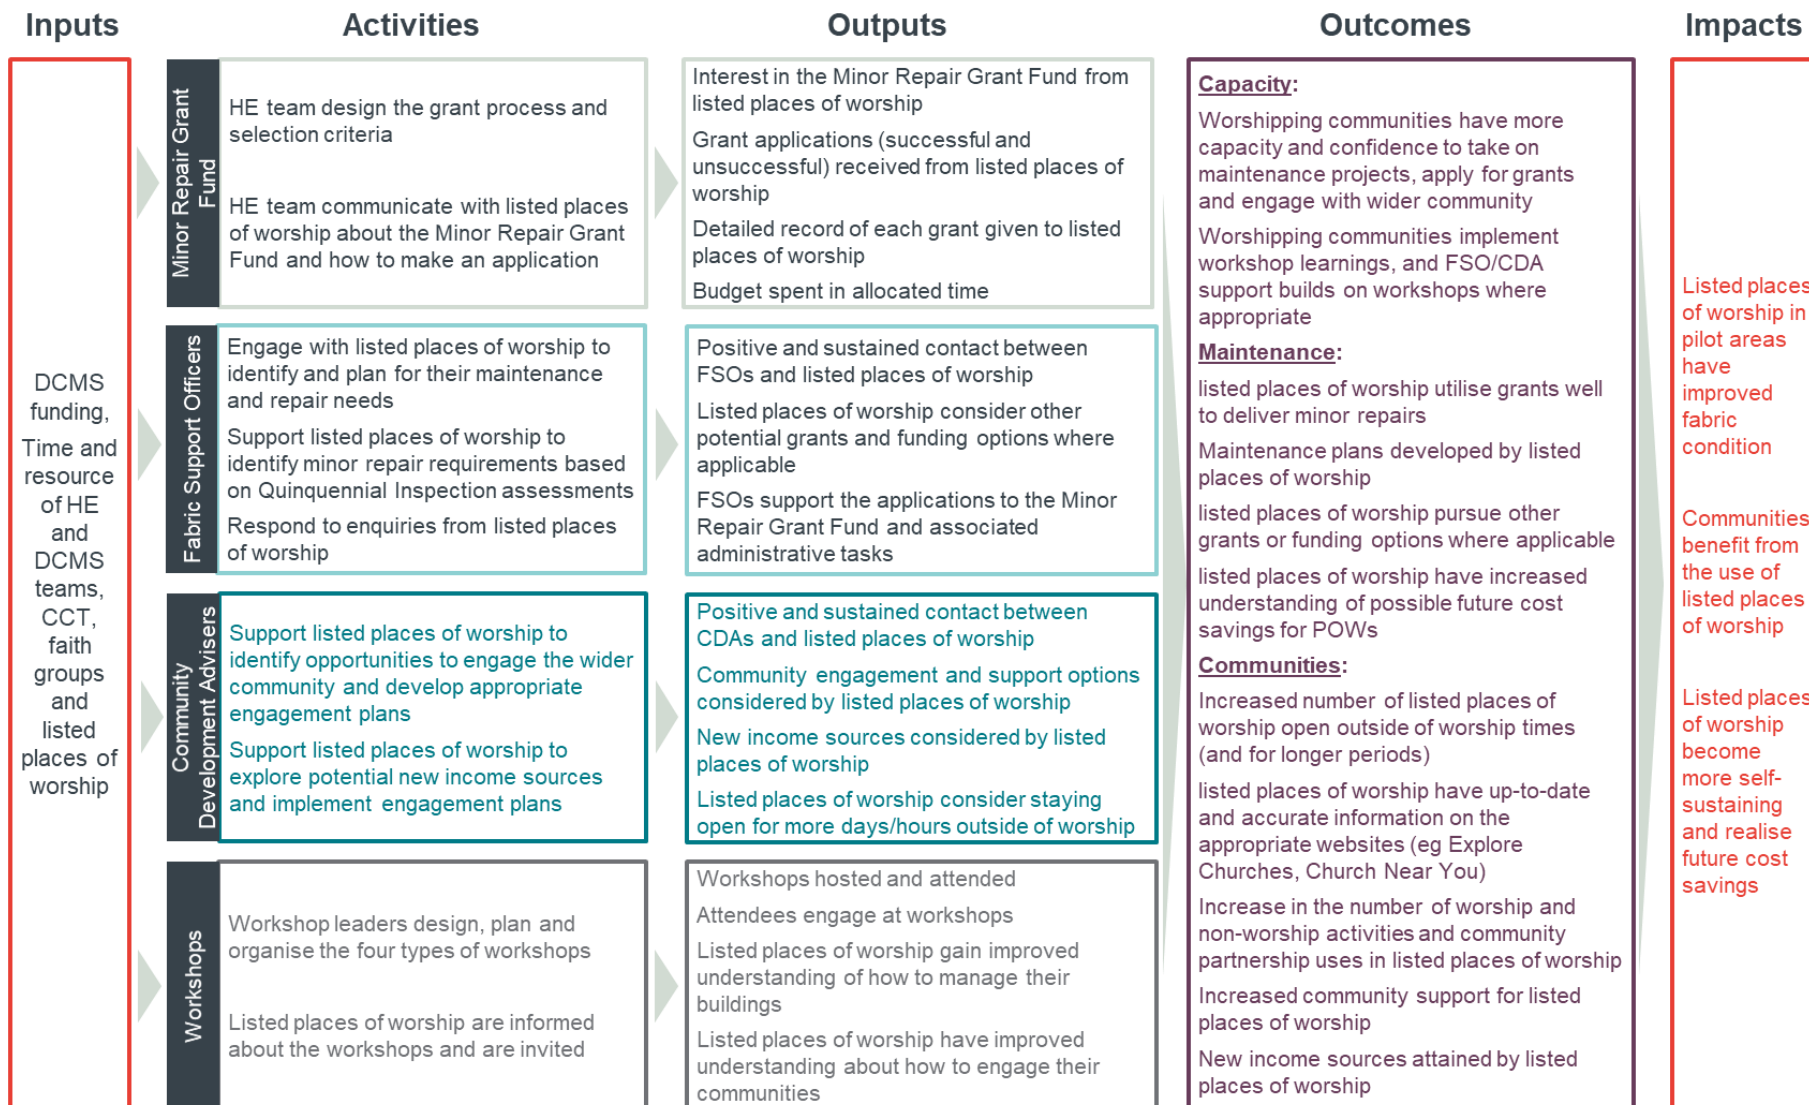 Inputs
Activities
Outputs
Outcomes
Impacts
DCMS
funding,
Time and
resource
of HE
and
DCMS
teams,
CCT,
faith
groups
and
listed
places of
worship
Minor Repair Grant
Fund
HE team design the grant process and
selection criteria
HE team communicate with listed places
of worship about the Minor Repair Grant
Fund and how to make an application
Interest in the Minor Repair Grant Fund from
listed places of worship
Grant applications (successful and
unsuccessful) received from listed places of
worship
Detailed record of each grant given to listed
places of worship
Budget spent in allocated time
Fabric Support Officers
Engage with listed places of worship to
identify and plan for their maintenance
and repair needs
Support listed places of worship to
identify minor repair requirements based
on Quinquennial Inspection assessments
Respond to enquiries from listed places
of worship
Positive and sustained contact between
FSOs and listed places of worship
Listed places of worship consider other
potential grants and funding options where
applicable
FSOs support the applications to the Minor
Repair Grant Fund and associated
administrative tasks
Community
Development Advisers
Support listed places of worship to
identify opportunities to engage the wider
community and develop appropriate
engagement plans
Support listed places of worship to
explore potential new income sources
and implement engagement plans
Positive and sustained contact between
CDAs and listed places of worship
Community engagement and support options
considered by listed places of worship
New income sources considered by listed
places of worship
Listed places of worship consider staying
open for more days/hours outside of worship
Workshops
Workshop leaders design, plan and
organise the four types of workshops
Listed places of worship are informed
about the workshops and are invited
Workshops hosted and attended
Attendees engage at workshops
Listed places of worship gain improved
understanding of how to manage their
buildings
Listed places of worship have improved
understanding about how to engage their
communities
Capacity:
Worshipping communities have more
capacity and confidence to take on
maintenance projects, apply for grants
and engage with wider community
Worshipping communities implement
workshop learnings, and FSO/CDA
support builds on workshops where
appropriate
Maintenance:
listed places of worship utilise grants well
to deliver minor repairs
Maintenance plans developed by listed
places of worship
listed places of worship pursue other
grants or funding options where applicable
listed places of worship have increased
understanding of possible future cost
savings for POWs
Communities:
Increased number of listed places of
worship open outside of worship times
(and for longer periods)
listed places of worship have up-to-date
and accurate information on the
appropriate websites (eg Explore
Churches, Church Near You)
Increase in the number of worship and
non-worship activities and community
partnership uses in listed places of worship
Increased community support for listed
places of worship
New income sources attained by listed
places of worship
Listed places
of worship in
pilot areas
have
improved
fabric
condition
Communities
benefit from
the use of
listed places
of worship
Listed places
of worship
become
more self-
sustaining
and realise
future cost
savings